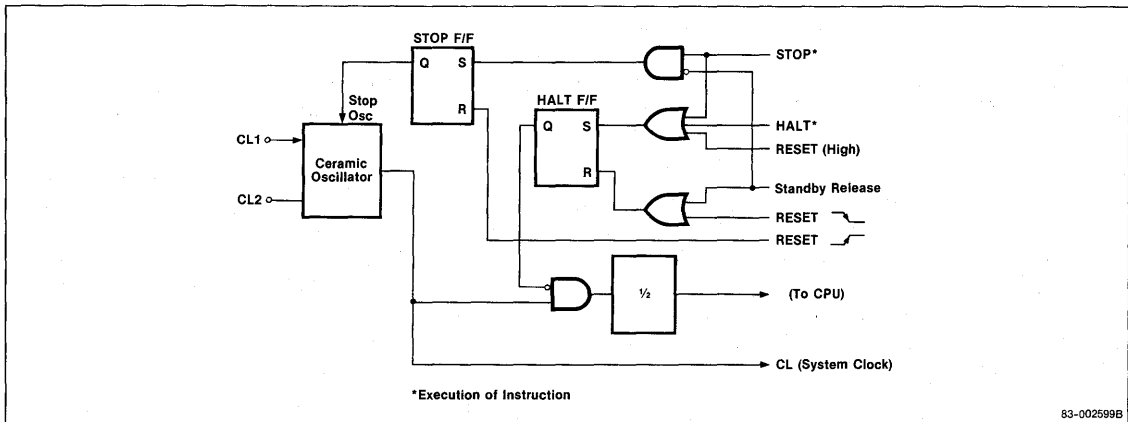 STOP F/F
Q S
R
STOP*
Stop
Osc
HALT F/F
Q S
R
HALT*
RESET (High)
CL1
Ceramic
Oscillator
CL2
Standby Release
RESET
RESET
½
(To CPU)
CL (System Clock)
*Execution of Instruction
83-002599B